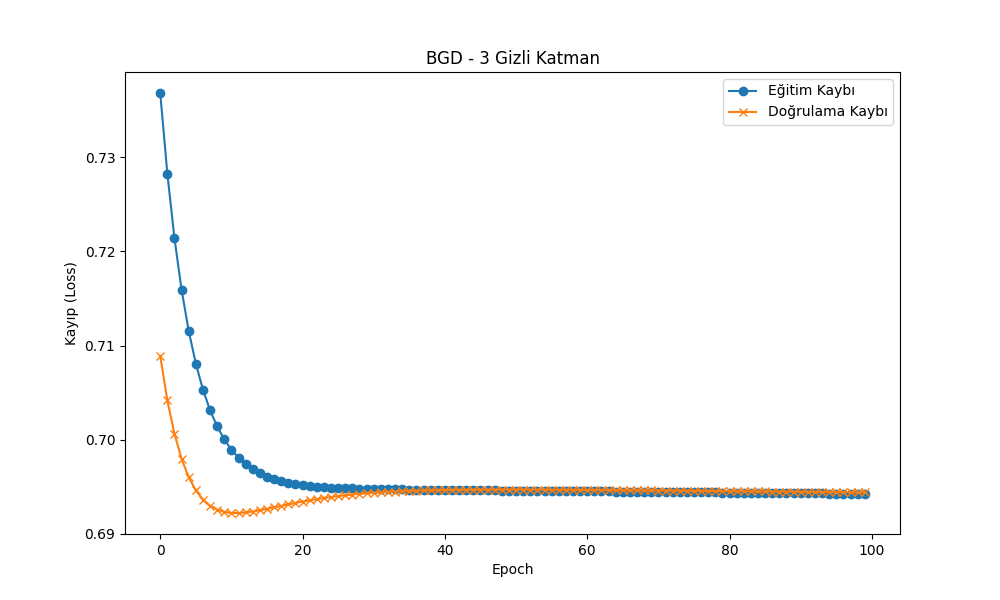 BGD - 3 Gizli Katman
Eğitim Kaybı
Doğrulama Kaybı
Kayıp (Loss)
0.73
0.72
0.71
0.70
0.69
0 20 40 60 80 100
Epoch